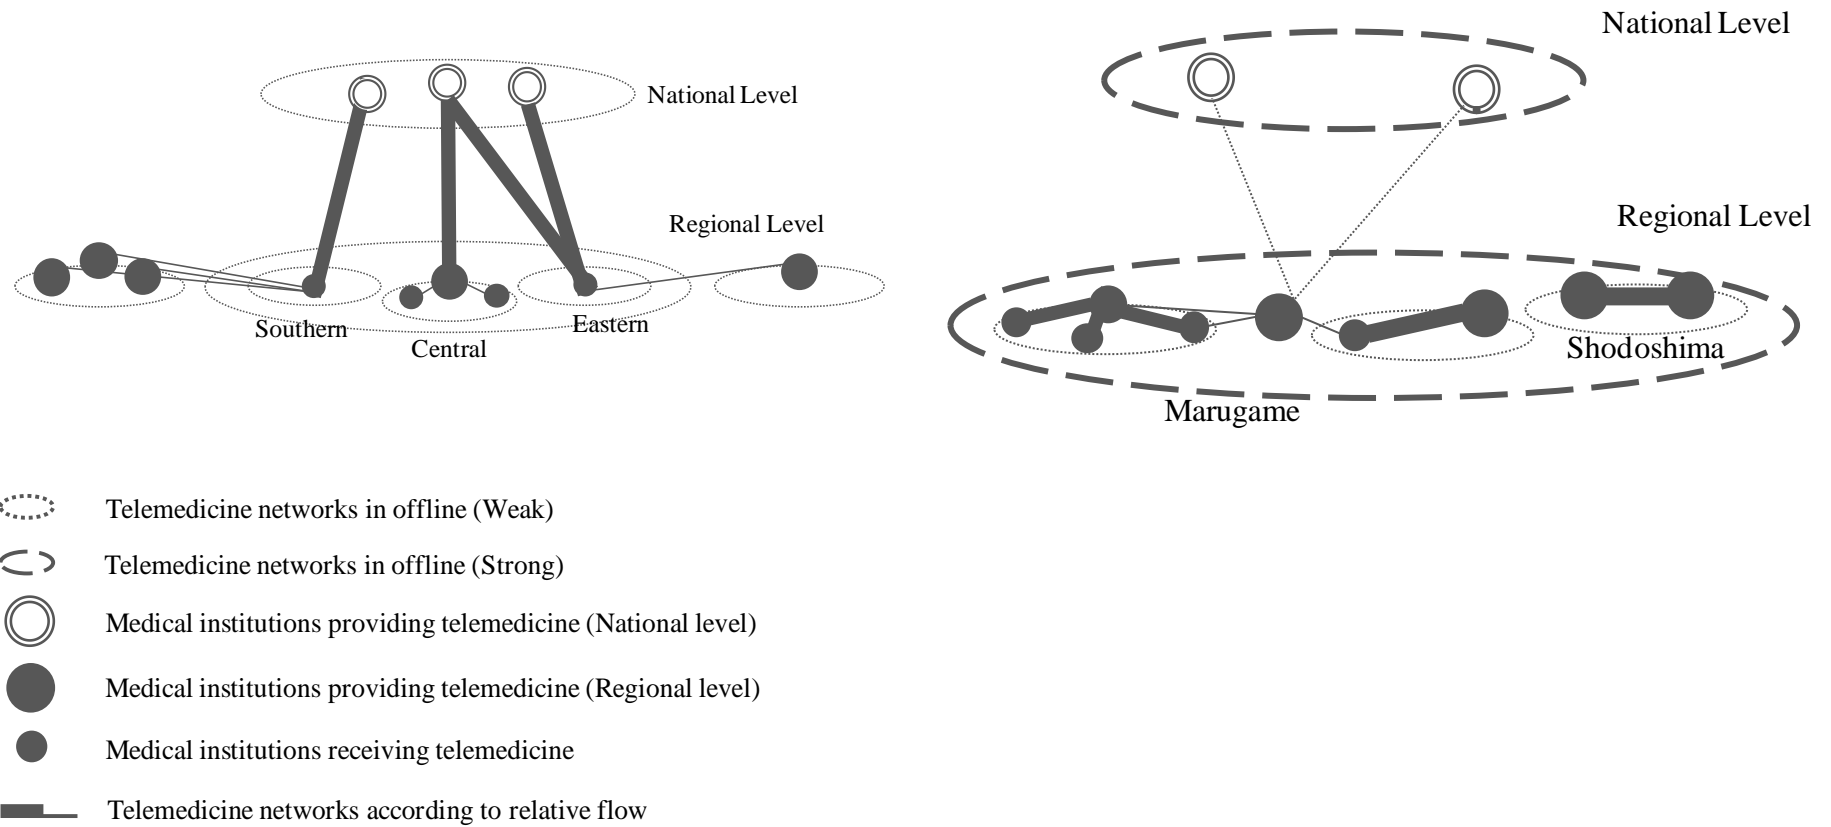 National Level
National Level
Regional Level
Regional Level
Southern
Central
Eastern
Shodoshima
Marugame
Telemedicine networks in offline (Weak)
Telemedicine networks in offline (Strong)
Medical institutions providing telemedicine (National level)
Medical institutions providing telemedicine (Regional level)
Medical institutions receiving telemedicine
Telemedicine networks according to relative flow